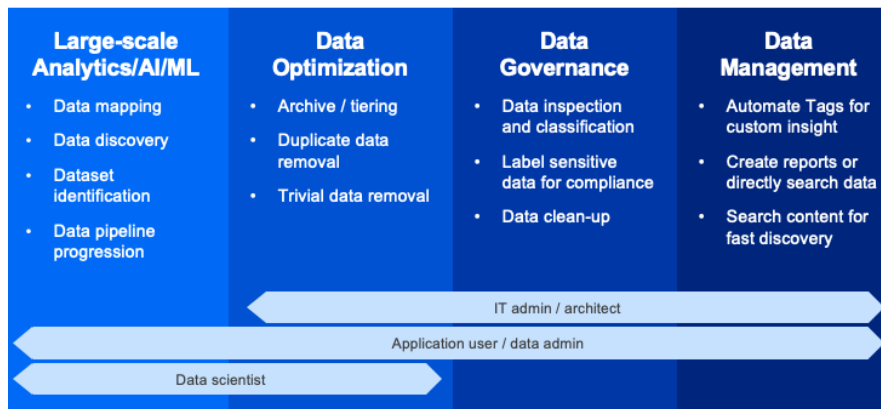 Large-scale
Analytics/AI/ML
• Data mapping
• Data discovery
• Dataset
identification
• Data pipeline
progression
Data
Optimization
• Archive / tiering
• Duplicate data
removal
• Trivial data removal
Data
Governance
• Data inspection
and classification
• Label sensitive
data for compliance
• Data clean-up
Data
Management
• Automate Tags for
custom insight
• Create reports or
directly search data
• Search content for
fast discovery
IT admin / architect
Application user / data admin
Data scientist